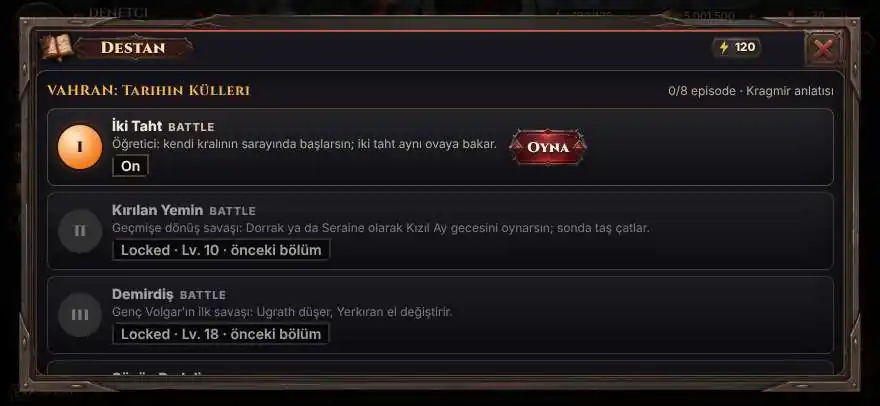 DENETÇİ
DESTAN
120
VAHRAN: TARIHIN KÜLLERI
0/8 episode · Kragmir anlatısı
I
İki Taht BATTLE
Öğretici: kendi kralının sarayında başlarsın; iki taht aynı ovaya bakar.
On
OYNA
II
Kırılan Yemin BATTLE
Geçmişe dönüş savaşı: Dorrak ya da Seraine olarak Kızıl Ay gecesini oynarsın; sonda taş çatlar.
Locked · Lv. 10 · önceki bölüm
III
Demirdiş BATTLE
Genç Volgar'ın ilk savaşı: Ugrath düşer, Yerkıran el değiştirir.
Locked · Lv. 18 · önceki bölüm